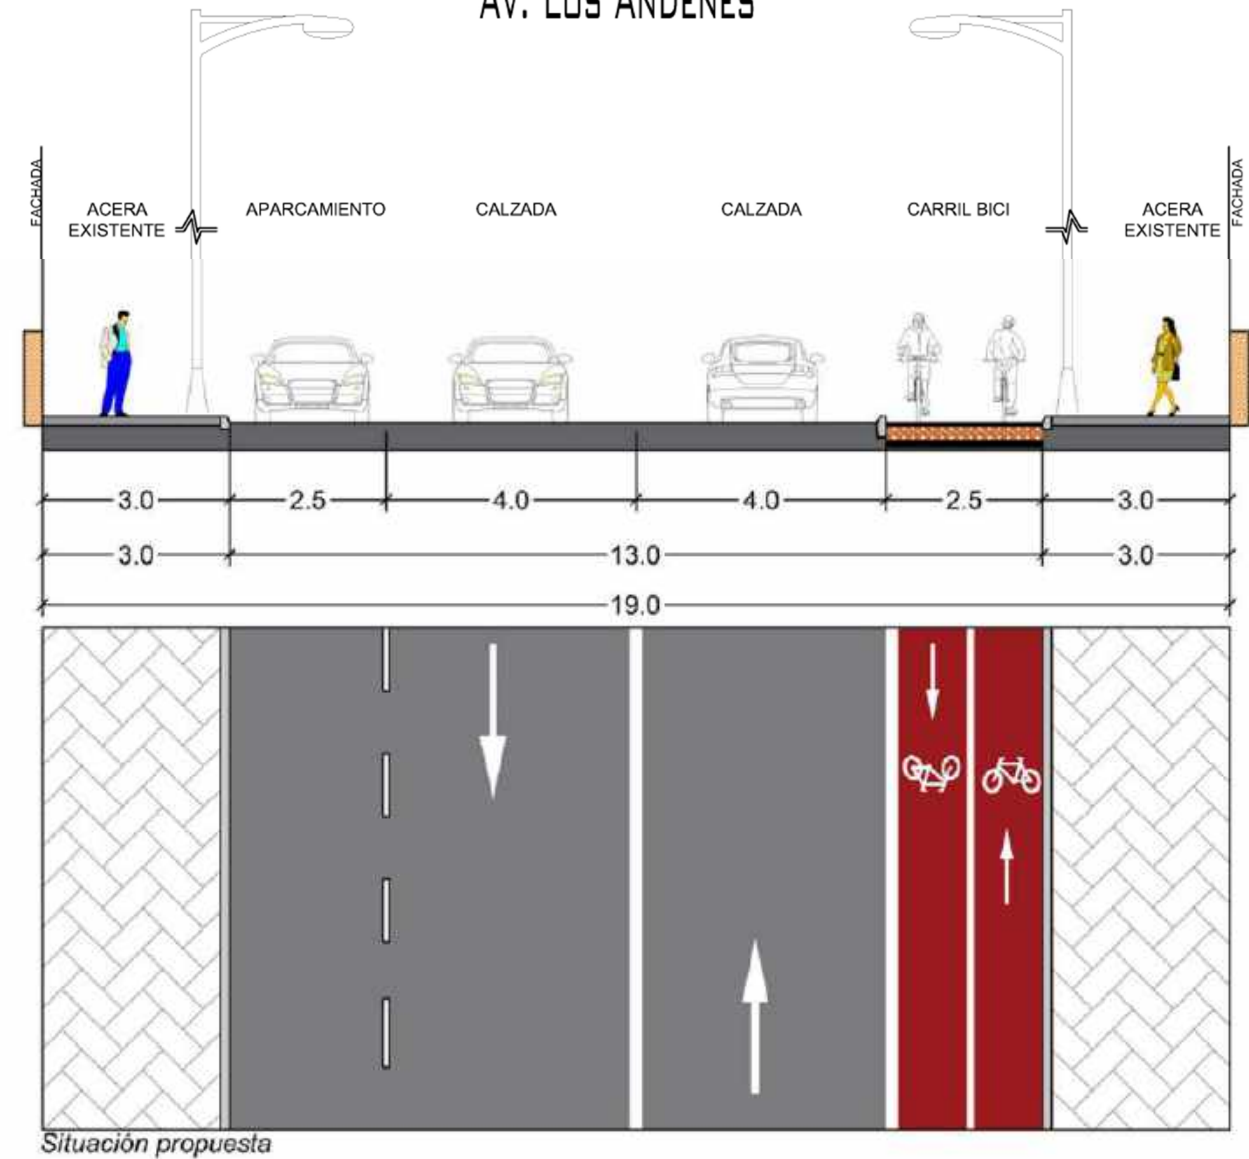 AV. LOS ANDENES
FACHADA
ACERA
EXISTENTE
APARCAMIENTO
CALZADA
CALZADA
CARRIL BICI
ACERA
EXISTENTE
FACHADA
3.0
2.5
4.0
4.0
2.5
3.0
3.0
13.0
3.0
19.0
Situación propuesta